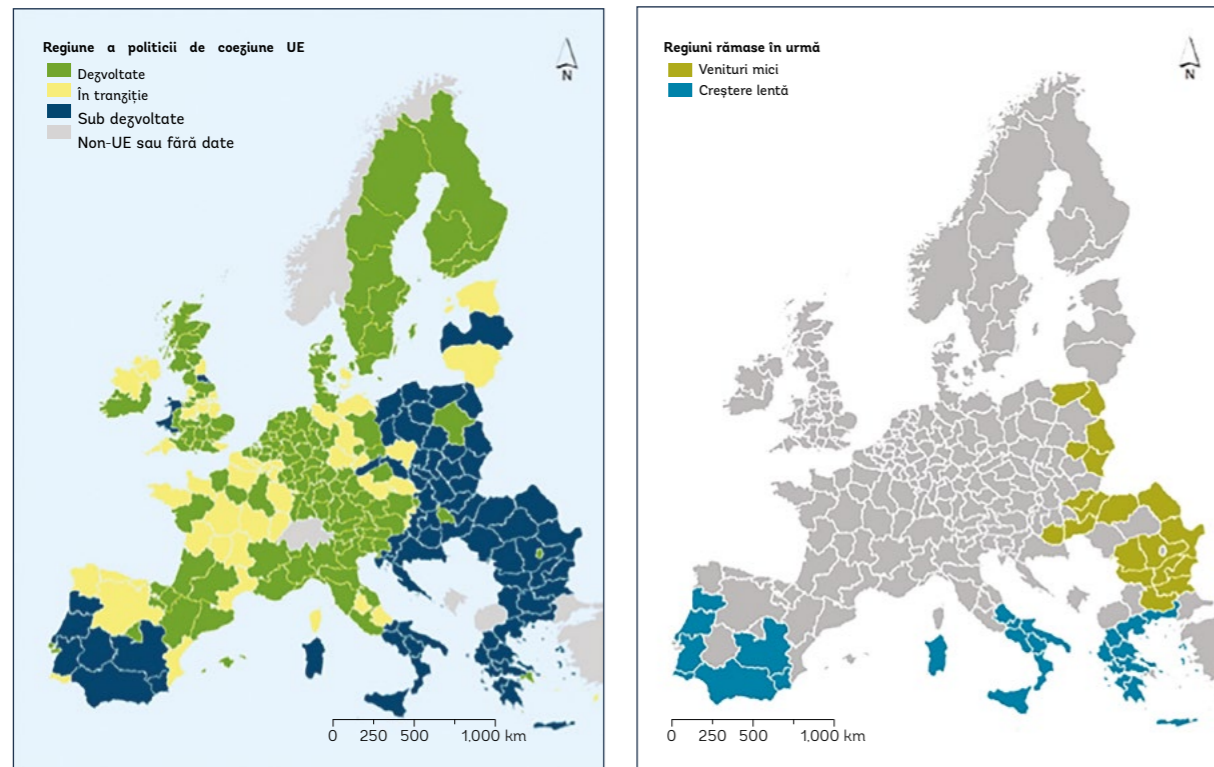 Regiune a politicii de coeziune UE
Dezvoltate
În tranziție
Sub dezvoltate
Non-UE sau fără date
N
0 250 500 1,000 km
Regiuni rămase în urmă
Venituri mici
Creștere lentă
N
0 250 500 1,000 km